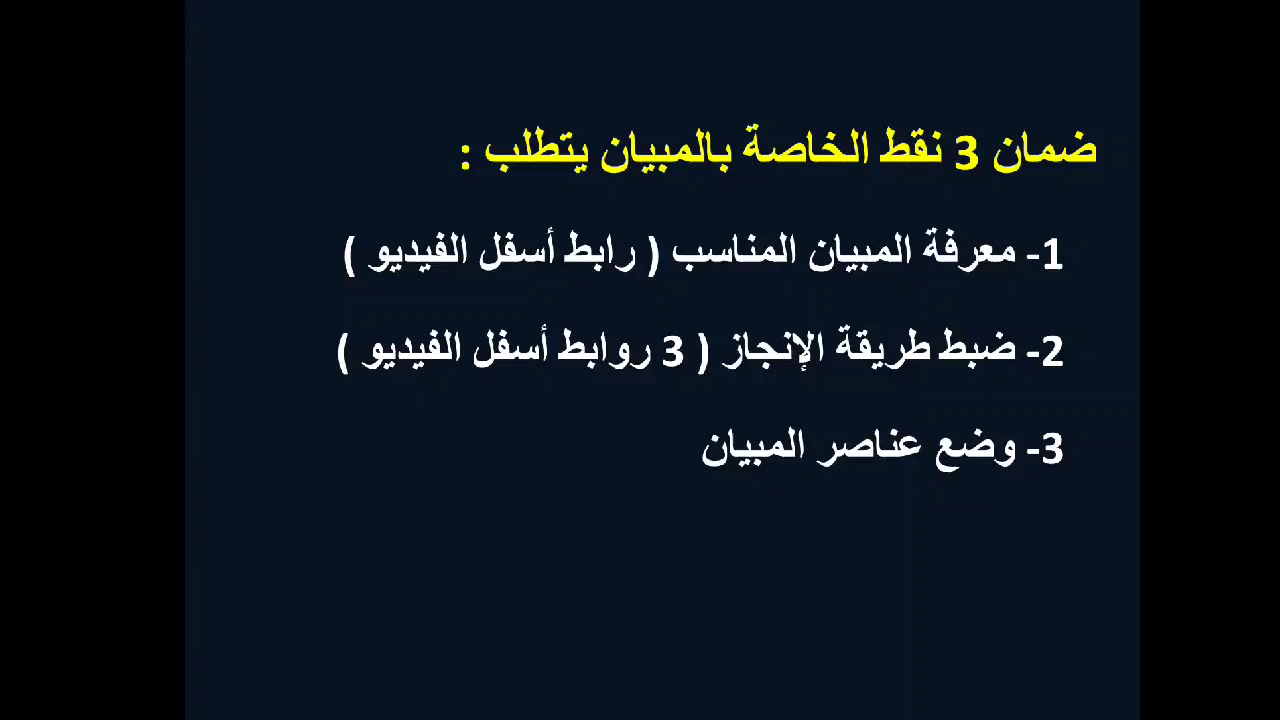 ضمان 3 نقط الخاصة بالمبيان يتطلب :
1- معرفة المبيان المناسب ( رابط أسفل الفيديو )
2- ضبط طريقة الإنجاز ( 3 روابط أسفل الفيديو )
3- وضع عناصر المبيان